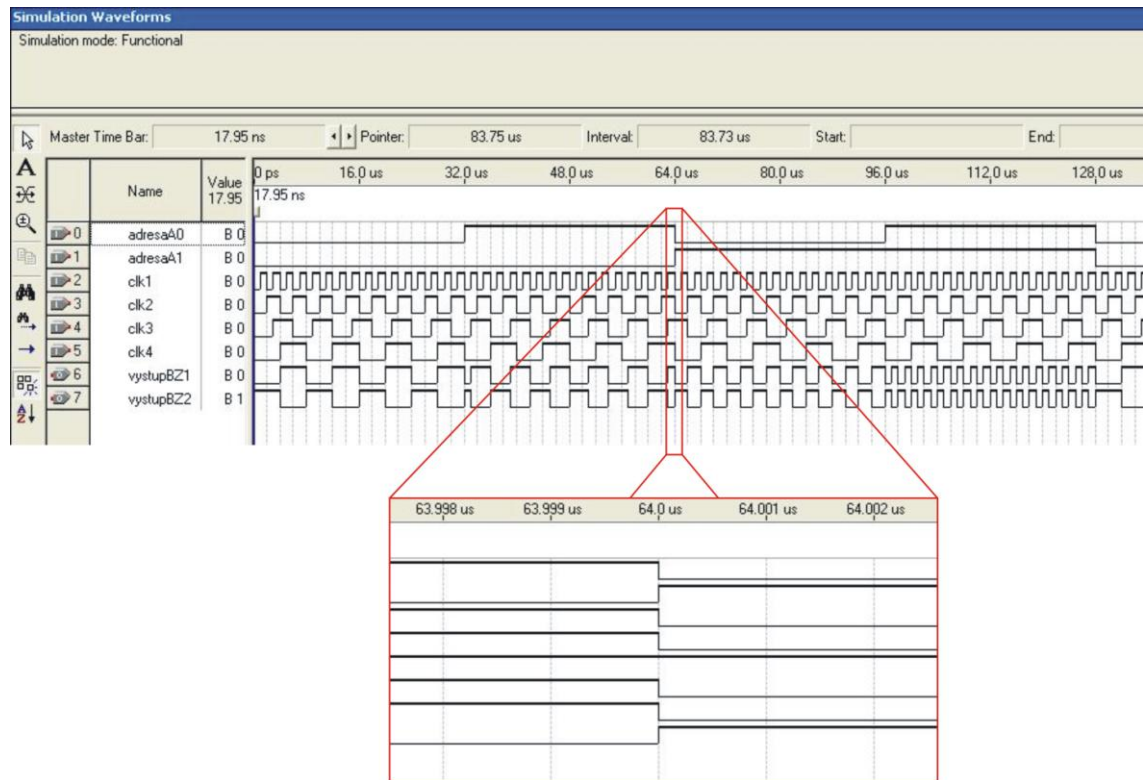 Simulation Waveforms
Simulation mode: Functional
Master Time Bar: 17.95 ns Pointer: 83.75 us Interval: 83.73 us Start: End:
Name Value 17.95 0 ps 16.0 us 32.0 us 48.0 us 64.0 us 80.0 us 96.0 us 112.0 us 128.0 us
17.95 ns
0 adresaA0 B 0
1 adresaA1 B 0
2 clk1 B 0
3 clk2 B 0
4 clk3 B 0
5 clk4 B 0
6 vystupBZ1 B 0
7 vystupBZ2 B 1
63.998 us 63.999 us 64.0 us 64.001 us 64.002 us